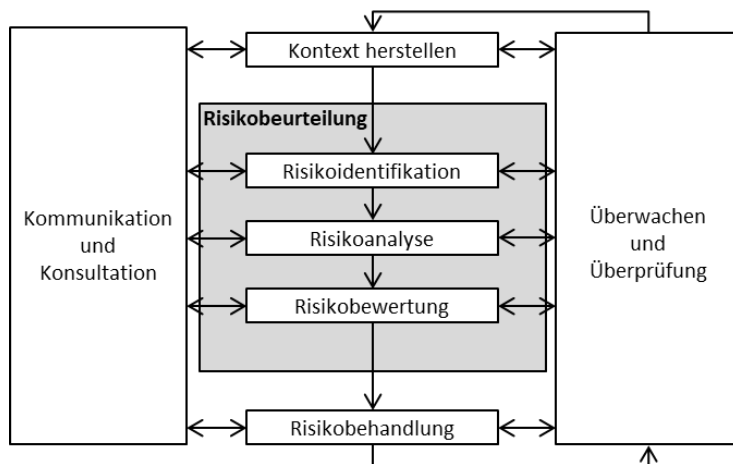 Kontext herstellen
Risikobeurteilung
Risikoidentifikation
Kommunikation
und
Konsultation
Risikoanalyse
Überwachen
und
Überprüfung
Risikobewertung
Risikobehandlung